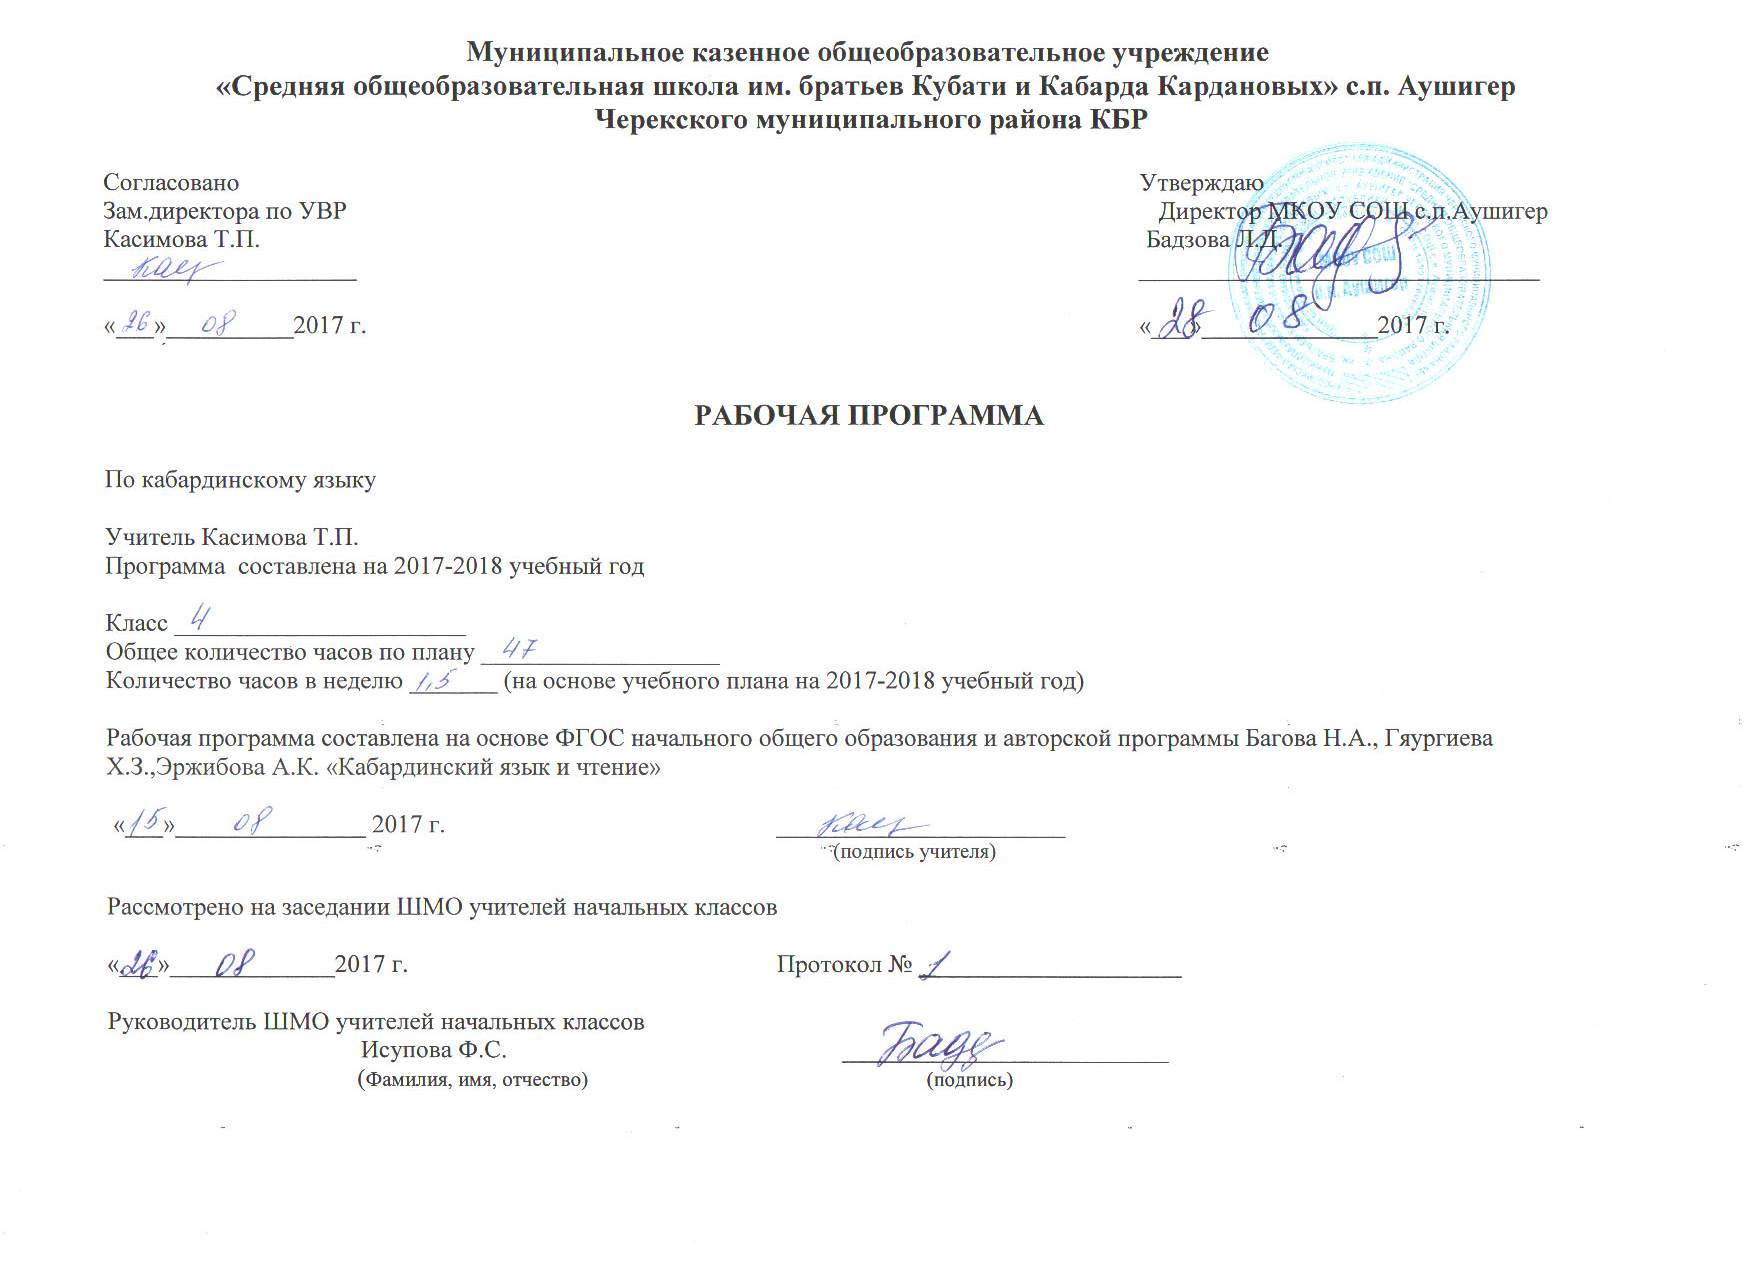 Муниципальное казенное общеобразовательное учреждение
«Средняя общеобразовательная школа им. братьев Кубати и Кабарда Кардановых» с.п. Аушигер
Черекского муниципального района КБР
Согласовано
Зам.директора по УВР
Касимова Т.П.
«26» 08 2017 г.
Утверждаю
Директор МКОУ СОШ с.п.Аушигер
Бадзова Л.Д.
«28» 08 2017 г.
РАБОЧАЯ ПРОГРАММА
По кабардинскому языку
Учитель Касимова Т.П.
Программа составлена на 2017-2018 учебный год
Класс 4
Общее количество часов по плану 47
Количество часов в неделю 1,5 (на основе учебного плана на 2017-2018 учебный год)
Рабочая программа составлена на основе ФГОС начального общего образования и авторской программы Багова Н.А., Гяургиева
Х.З.,Эржибова А.К. «Кабардинский язык и чтение»
«15» 08 2017 г.
(подпись учителя)
Рассмотрено на заседании ШМО учителей начальных классов
«26» 08 2017 г. Протокол № 1
Руководитель ШМО учителей начальных классов
Исупова Ф.С.
(Фамилия, имя, отчество) (подпись)